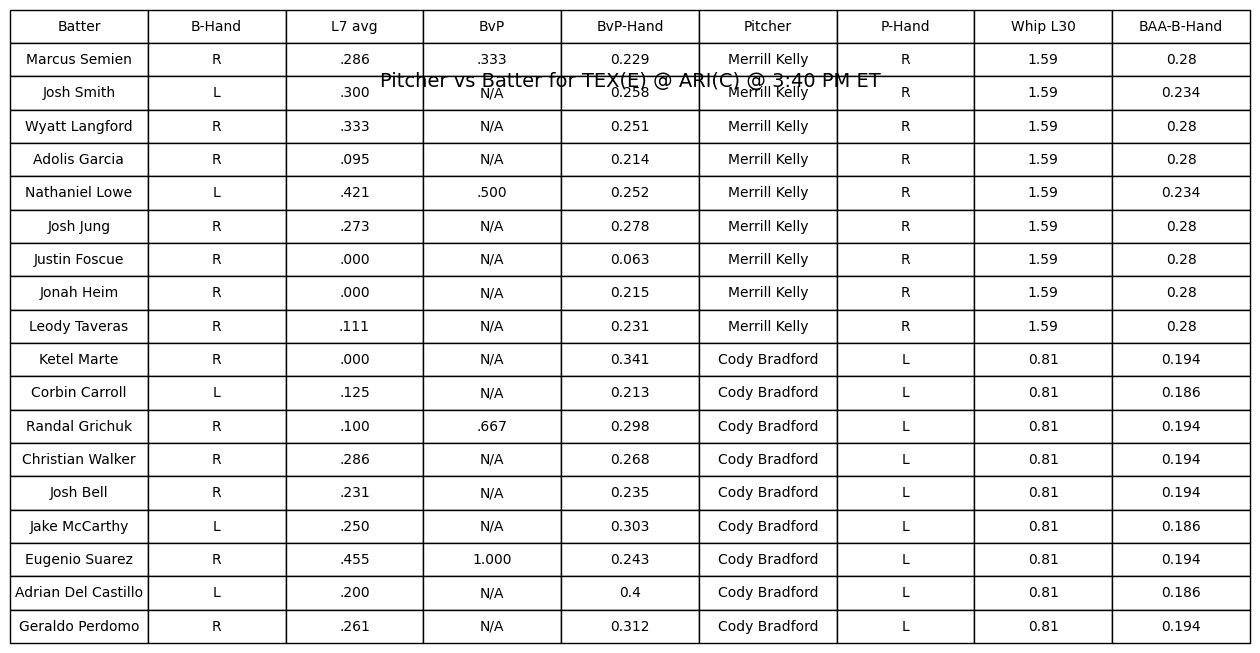 Batter B-Hand L7 avg BvP BvP-Hand Pitcher P-Hand Whip L30 BAA-B-Hand
Marcus Semien R .286 .333 0.229 Merrill Kelly R 1.59 0.28
Pitcher vs Batter for TEX(E) @ ARI(C) @ 3:40 PM ET
Josh Smith L .300 N/A 0.258 Merrill Kelly R 1.59 0.234
Wyatt Langford R .333 N/A 0.251 Merrill Kelly R 1.59 0.28
Adolis Garcia R .095 N/A 0.214 Merrill Kelly R 1.59 0.28
Nathaniel Lowe L .421 .500 0.252 Merrill Kelly R 1.59 0.234
Josh Jung R .273 N/A 0.278 Merrill Kelly R 1.59 0.28
Justin Foscue R .000 N/A 0.063 Merrill Kelly R 1.59 0.28
Jonah Heim R .000 N/A 0.215 Merrill Kelly R 1.59 0.28
Leody Taveras R .111 N/A 0.231 Merrill Kelly R 1.59 0.28
Ketel Marte R .000 N/A 0.341 Cody Bradford L 0.81 0.194
Corbin Carroll L .125 N/A 0.213 Cody Bradford L 0.81 0.186
Randal Grichuk R .100 .667 0.298 Cody Bradford L 0.81 0.194
Christian Walker R .286 N/A 0.268 Cody Bradford L 0.81 0.194
Josh Bell R .231 N/A 0.235 Cody Bradford L 0.81 0.194
Jake McCarthy L .250 N/A 0.303 Cody Bradford L 0.81 0.186
Eugenio Suarez R .455 1.000 0.243 Cody Bradford L 0.81 0.194
Adrian Del Castillo L .200 N/A 0.4 Cody Bradford L 0.81 0.186
Geraldo Perdomo R .261 N/A 0.312 Cody Bradford L 0.81 0.194